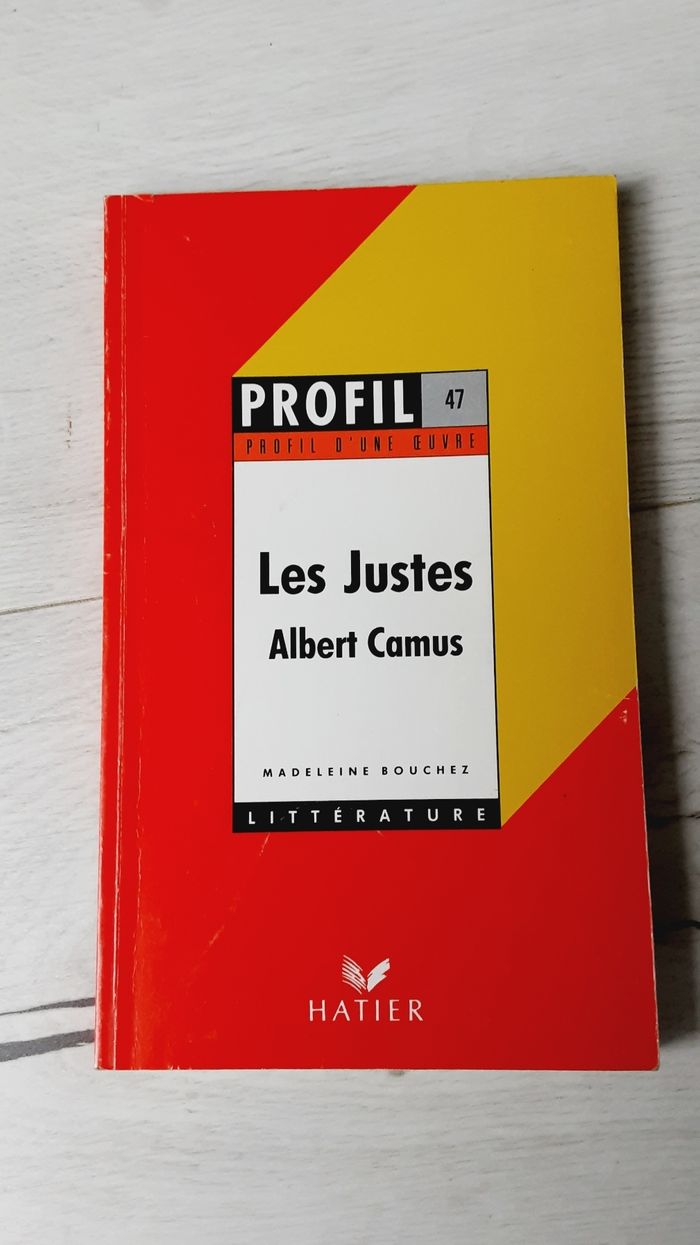 PROFIL 47
PROFIL D'UNE ŒUVRE
Les Justes
Albert Camus
MADELEINE BOUCHEZ
LITTÉRATURE
HATIER